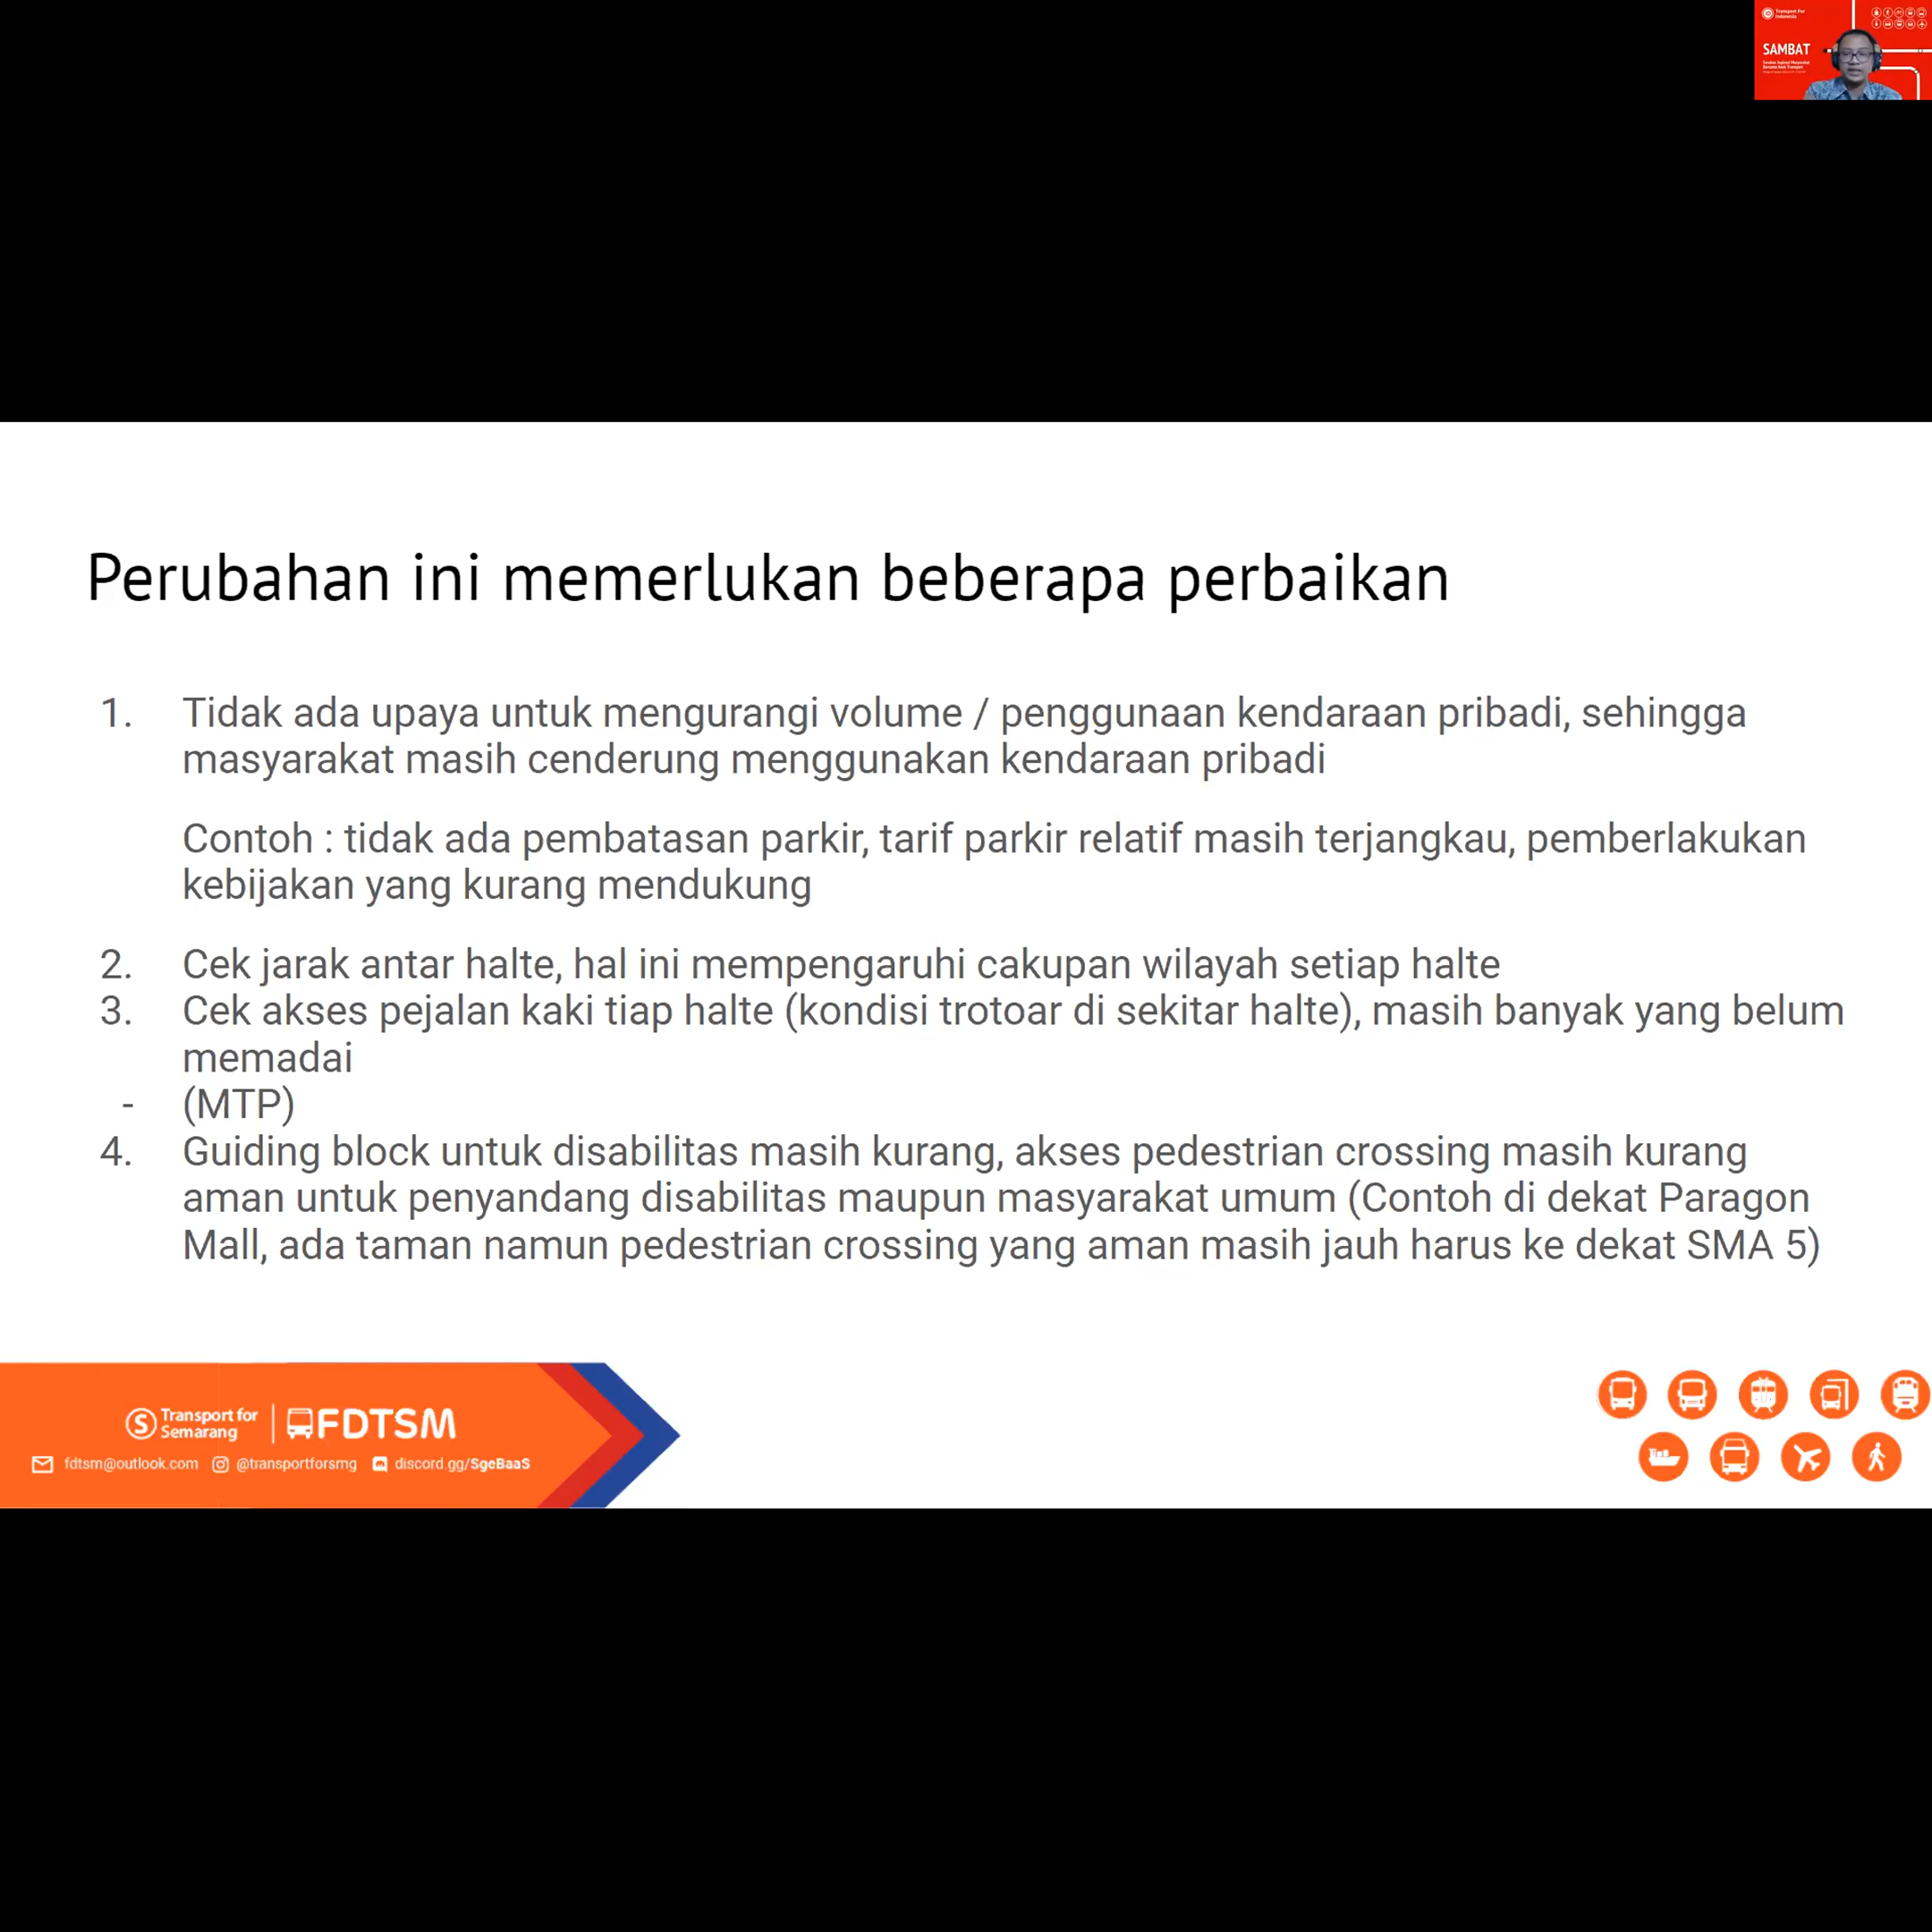 Transport For
Indonesia
SAMBAT
Perubahan ini memerlukan beberapa perbaikan
1. Tidak ada upaya untuk mengurangi volume / penggunaan kendaraan pribadi, sehingga
masyarakat masih cenderung menggunakan kendaraan pribadi
Contoh : tidak ada pembatasan parkir, tarif parkir relatif masih terjangkau, pemberlakukan
kebijakan yang kurang mendukung
2. Cek jarak antar halte, hal ini mempengaruhi cakupan wilayah setiap halte
3. Cek akses pejalan kaki tiap halte (kondisi trotoar di sekitar halte), masih banyak yang belum
memadai
- (MTP)
4. Guiding block untuk disabilitas masih kurang, akses pedestrian crossing masih kurang
aman untuk penyandang disabilitas maupun masyarakat umum (Contoh di dekat Paragon
Mall, ada taman namun pedestrian crossing yang aman masih jauh harus ke dekat SMA 5)
S Transport for
Semarang
FDTSM
fdtsm@outlook.com @transportforsmg discord.gg/SgeBaaS